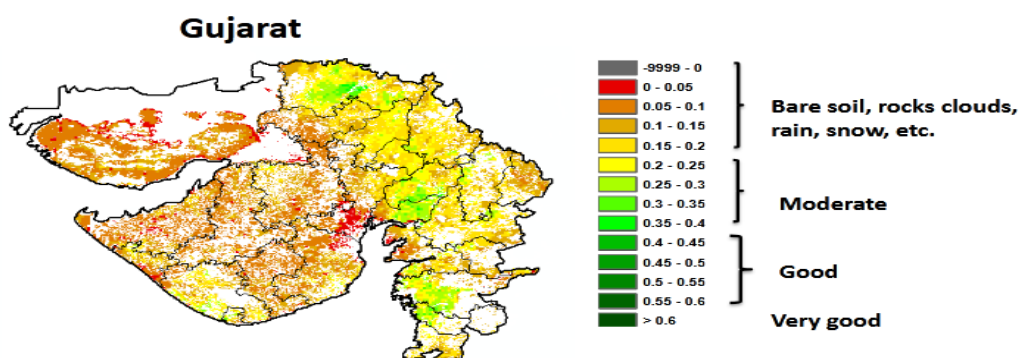 Gujarat
-9999 - 0
0 - 0.05
0.05 - 0.1
0.1 - 0.15
0.15 - 0.2
0.2 - 0.25
0.25 - 0.3
0.3 - 0.35
0.35 - 0.4
0.4 - 0.45
0.45 - 0.5
0.5 - 0.55
0.55 - 0.6
> 0.6
Bare soil, rocks clouds,
rain, snow, etc.
Moderate
Good
Very good